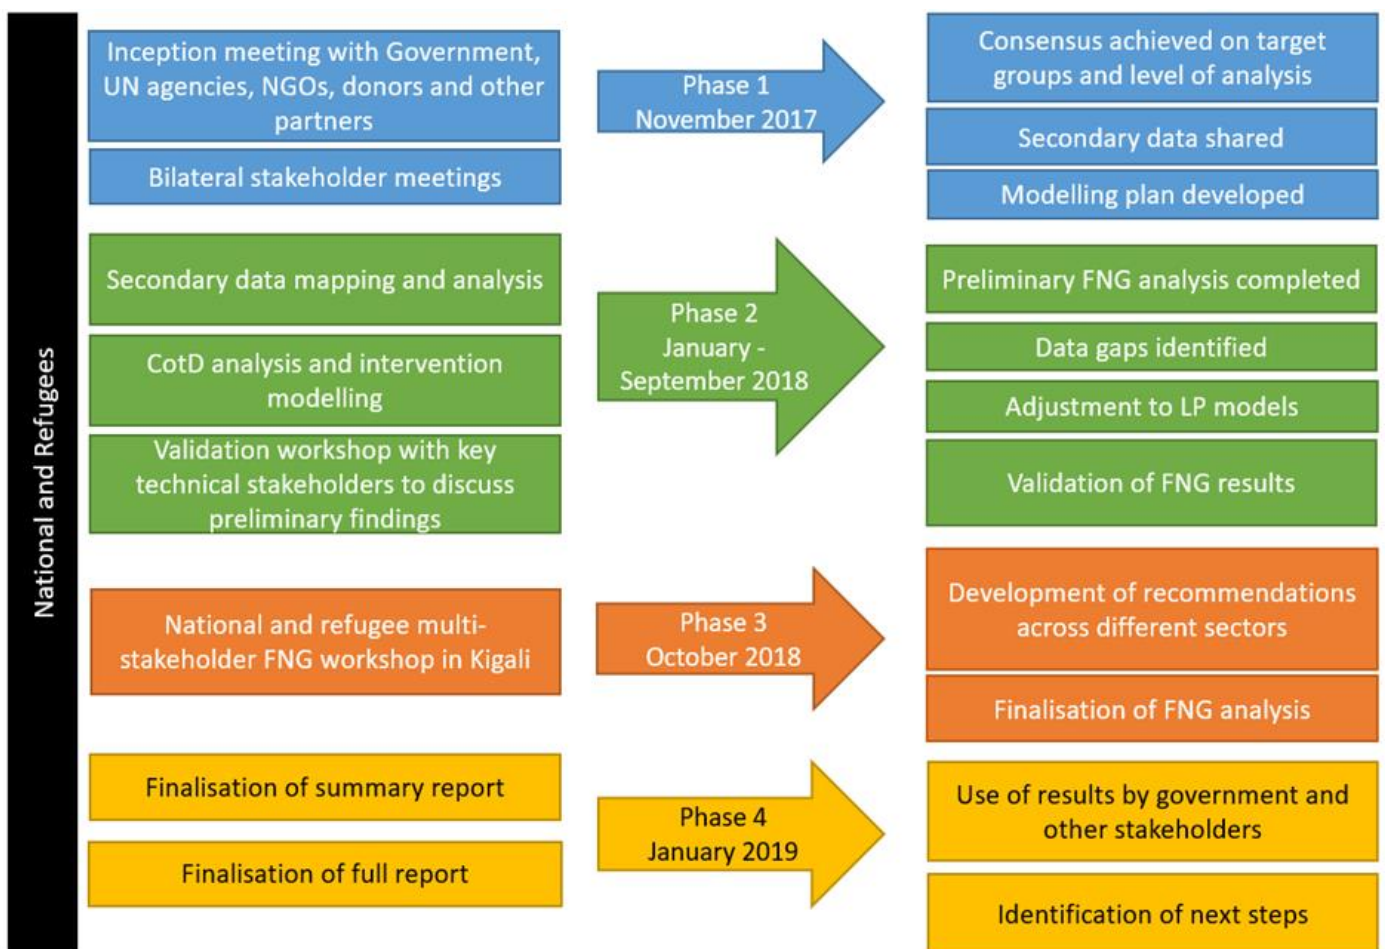 National and Refugees
Inception meeting with Government,
UN agencies, NGOs, donors and other
partners
Bilateral stakeholder meetings
Phase 1
November 2017
Consensus achieved on target
groups and level of analysis
Secondary data shared
Modelling plan developed
Secondary data mapping and analysis
CotD analysis and intervention
modelling
Validation workshop with key
technical stakeholders to discuss
preliminary findings
Phase 2
January -
September 2018
Preliminary FNG analysis completed
Data gaps identified
Adjustment to LP models
Validation of FNG results
National and refugee multi-
stakeholder FNG workshop in Kigali
Phase 3
October 2018
Development of recommendations
across different sectors
Finalisation of FNG analysis
Finalisation of summary report
Finalisation of full report
Phase 4
January 2019
Use of results by government and
other stakeholders
Identification of next steps